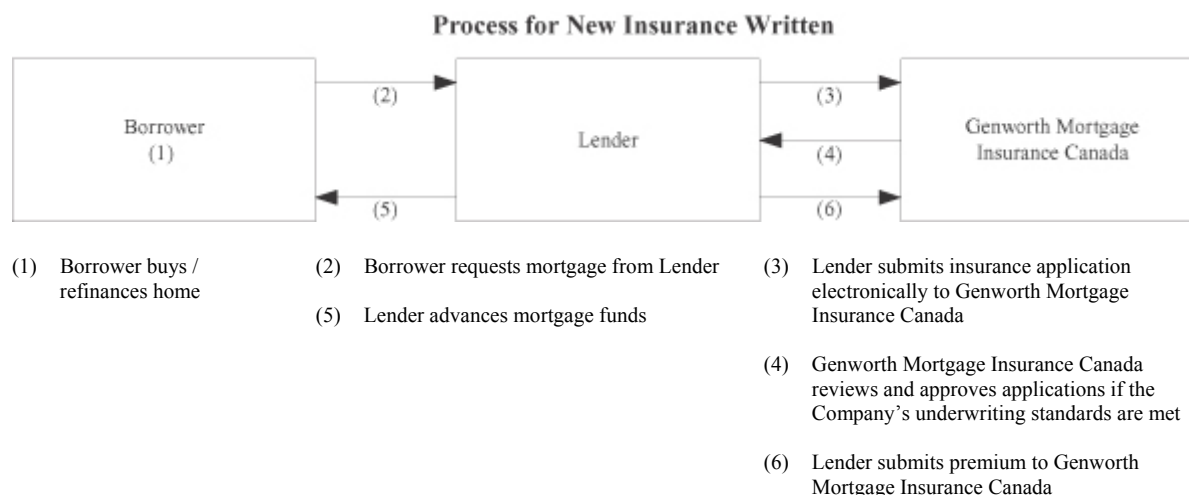 Process for New Insurance Written
Borrower
(1)
(2)
(5)
Lender
(3)
(4)
(6)
Genworth Mortgage
Insurance Canada
(1) Borrower buys /
refinances home
(2) Borrower requests mortgage from Lender
(5) Lender advances mortgage funds
(3) Lender submits insurance application
electronically to Genworth Mortgage
Insurance Canada
(4) Genworth Mortgage Insurance Canada
reviews and approves applications if the
Company’s underwriting standards are met
(6) Lender submits premium to Genworth
Mortgage Insurance Canada